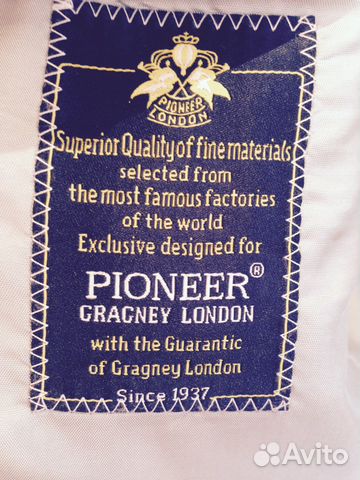 PIONEER
LONDON
Superior Quality of fine materials
selected from
the most famous factories
of the world
Exclusive designed for
PIONEER®
GRAGNEY LONDON
with the Guarantic
of Gragney London
Since 1937
Avito